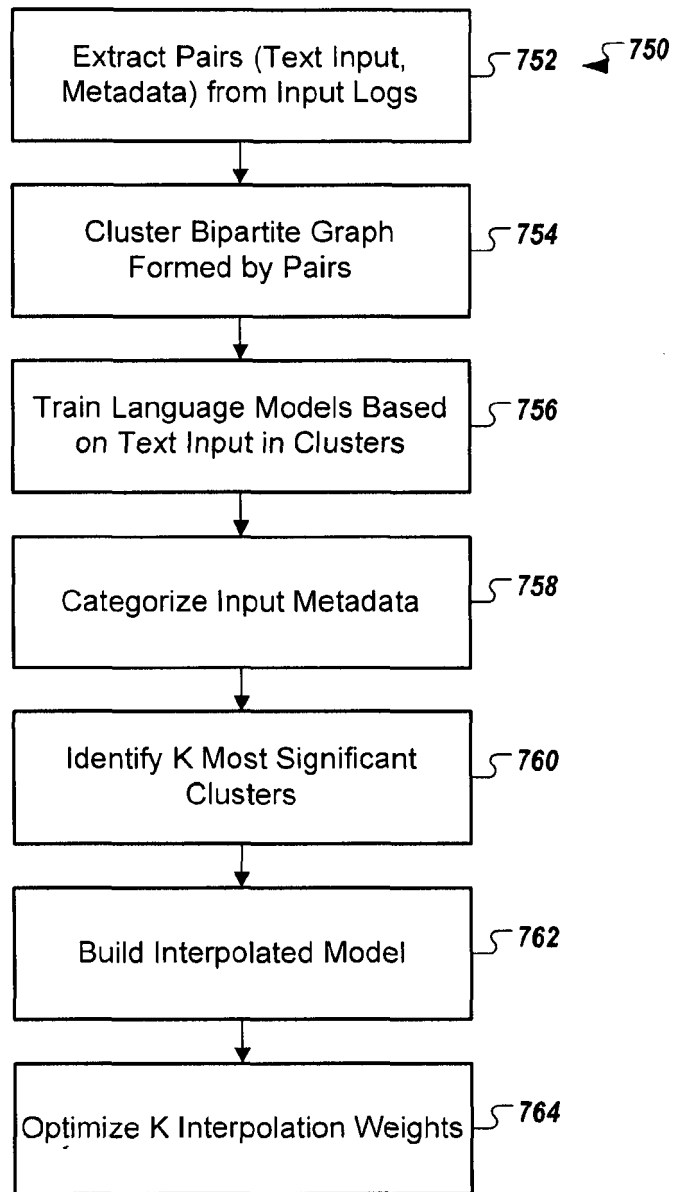 750
Extract Pairs (Text Input,
Metadata) from Input Logs
752
Cluster Bipartite Graph
Formed by Pairs
754
Train Language Models Based
on Text Input in Clusters
756
Categorize Input Metadata
758
Identify K Most Significant
Clusters
760
Build Interpolated Model
762
Optimize K Interpolation Weights
764